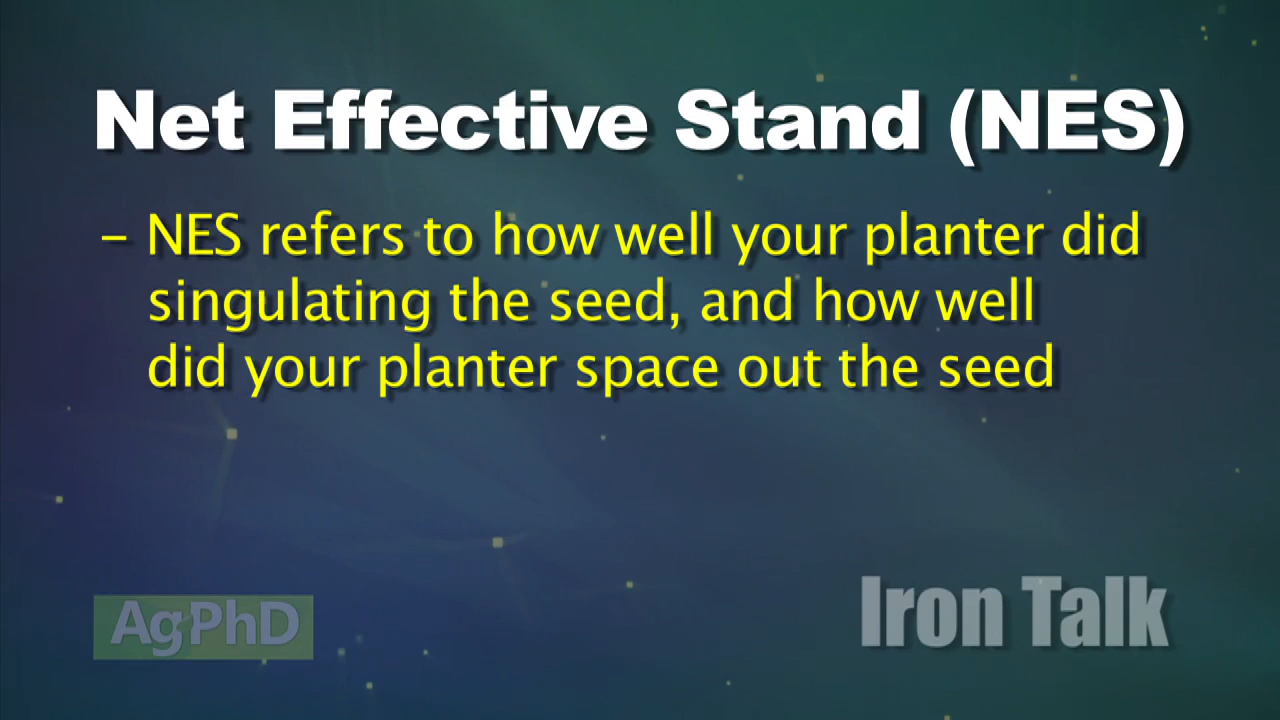 Net Effective Stand (NES)
– NES refers to how well your planter did
singulating the seed, and how well
did your planter space out the seed
AgPhD
Iron Talk